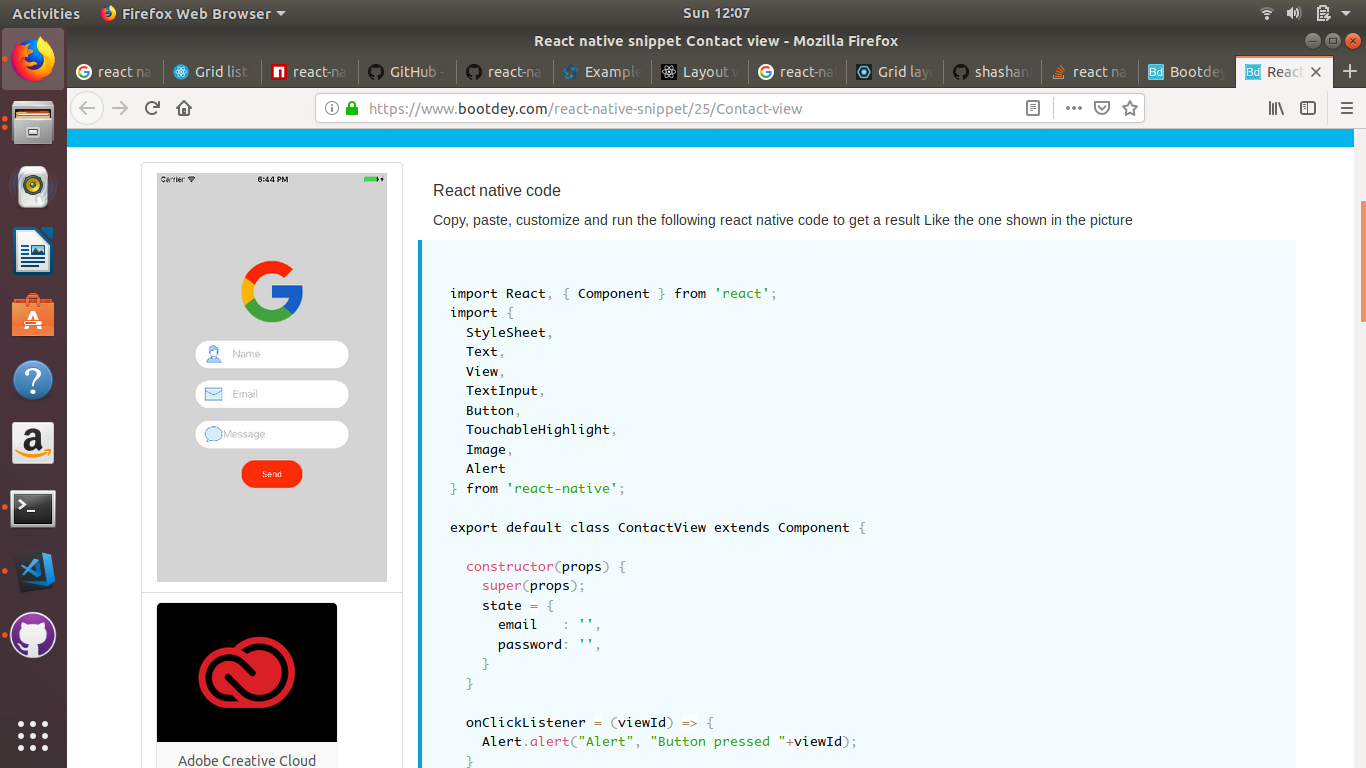 Activities Firefox Web Browser Sun 12:07
React native snippet Contact view - Mozilla Firefox
react na Grid list react-na GitHub - react-na Example Layout react-na Grid layo shashan react na Bootdey React
https://www.bootdey.com/react-native-snippet/25/Contact-view
Carrier 6:44 PM
Name
Email
Message
Send
Adobe Creative Cloud
React native code
Copy, paste, customize and run the following react native code to get a result Like the one shown in the picture
import React, { Component } from 'react';
import {
  StyleSheet,
  Text,
  View,
  TextInput,
  Button,
  TouchableHighlight,
  Image,
  Alert
} from 'react-native';
export default class ContactView extends Component {
  constructor(props) {
    super(props);
    state = {
      email   : '',
      password: '',
    }
  }
  onClickListener = (viewId) => {
    Alert.alert("Alert", "Button pressed "+viewId);
  }